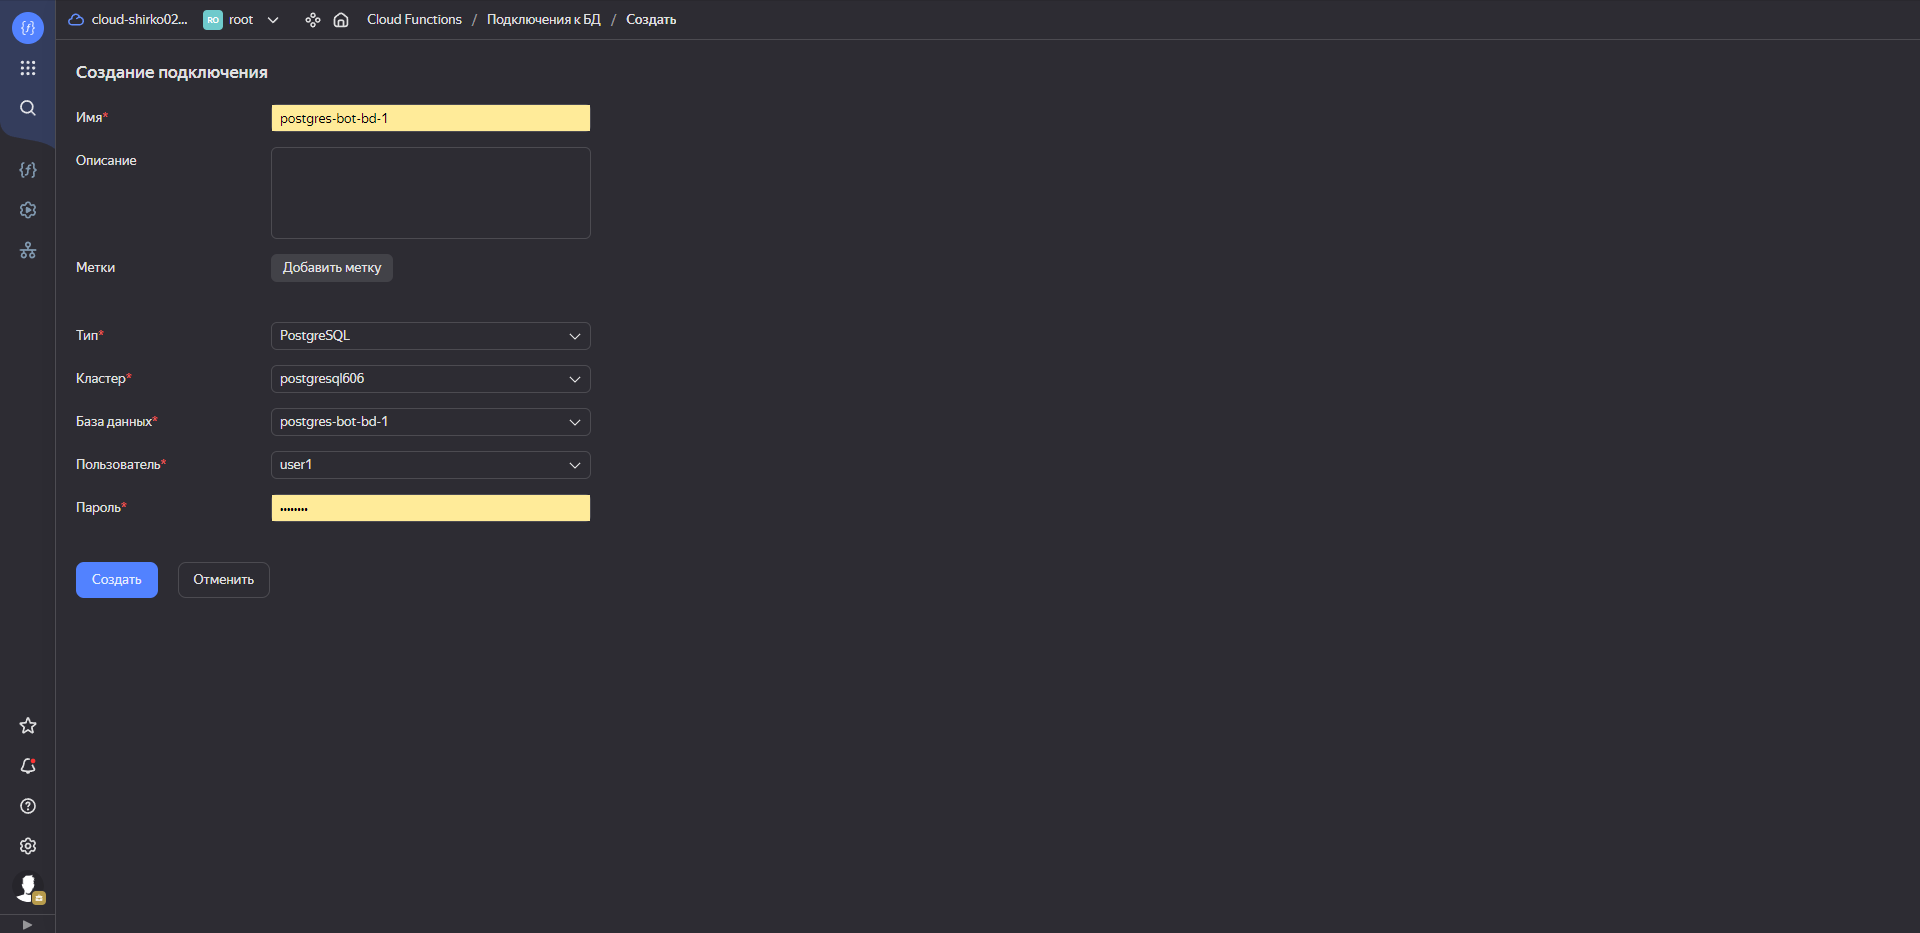 cloud-shirko02... RO root Cloud Functions / Подключения к БД / Создать
Создание подключения
Имя* postgres-bot-bd-1
Описание
Метки Добавить метку
Тип* PostgreSQL
Кластер* postgresql606
База данных* postgres-bot-bd-1
Пользователь* user1
Пароль* ••••••••
Создать Отменить